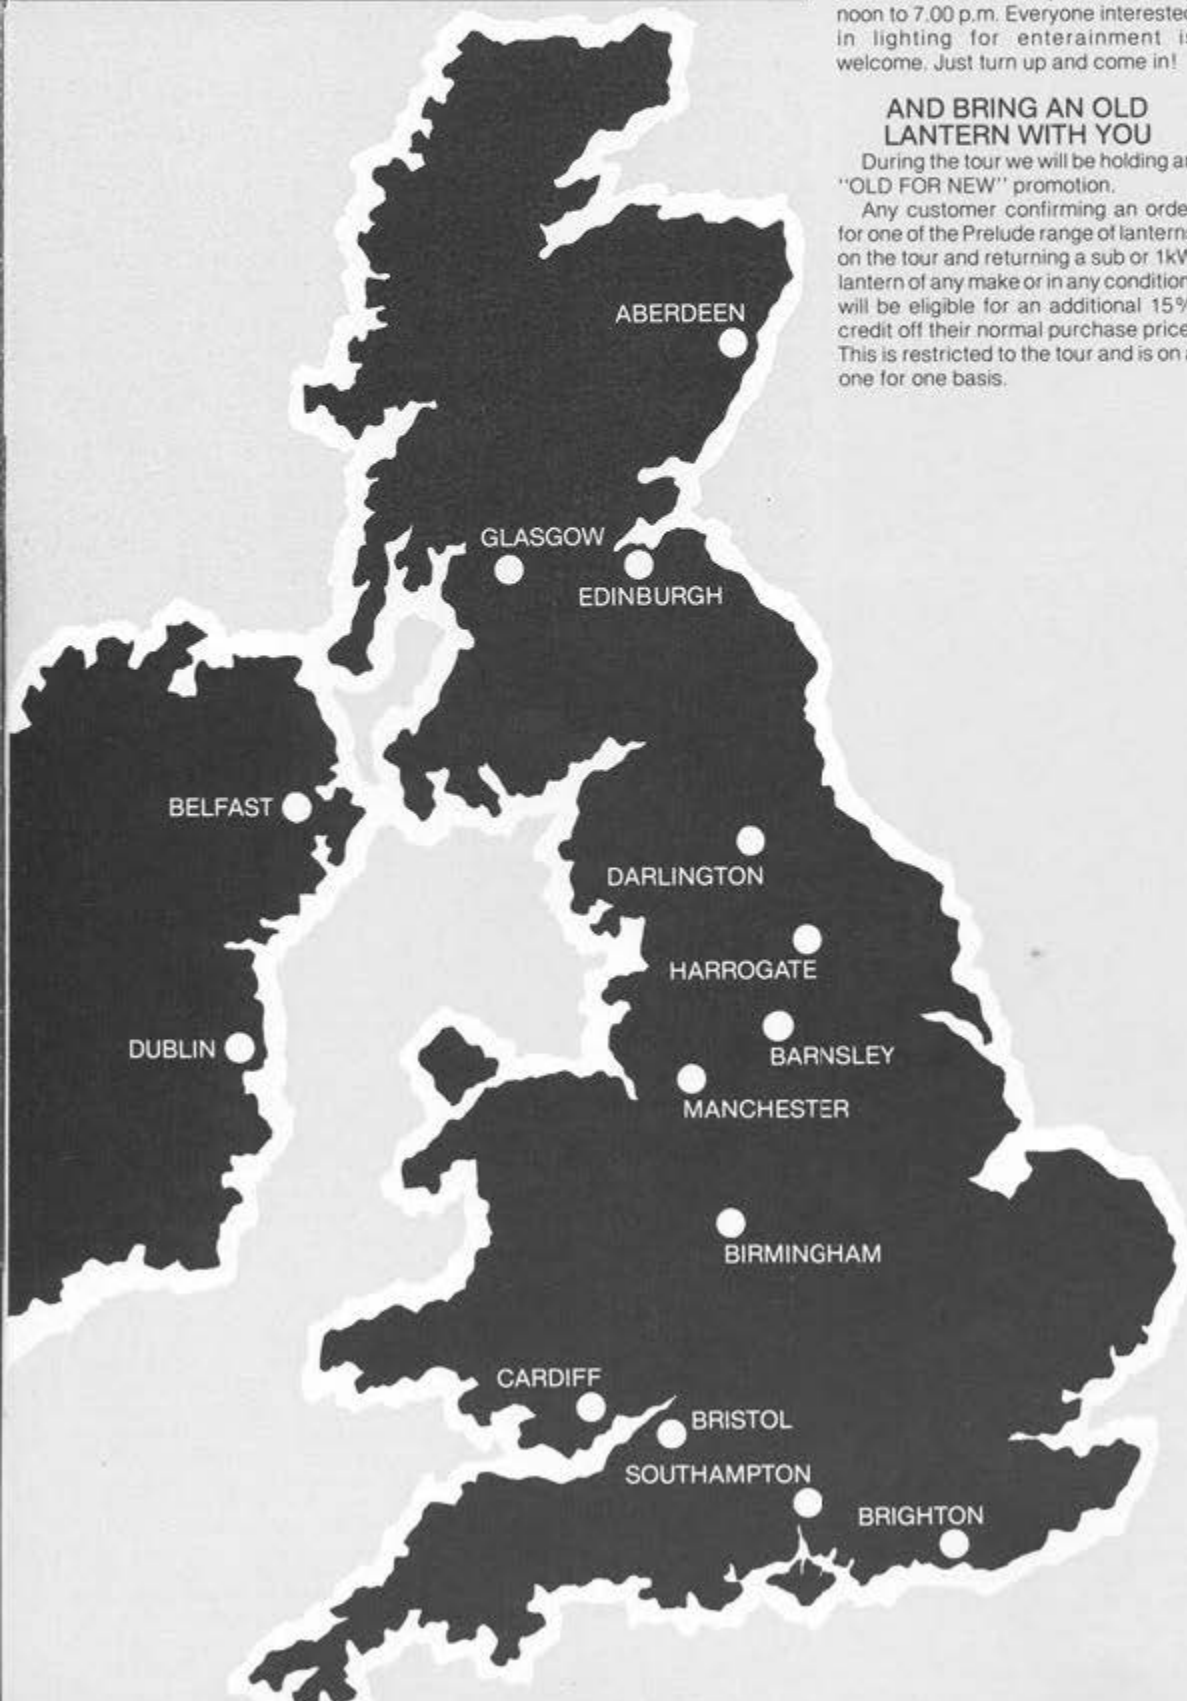 noon to 7.00 p.m. Everyone interested
in lighting for enterainment is
welcome. Just turn up and come in!
AND BRING AN OLD
LANTERN WITH YOU
During the tour we will be holding an
"OLD FOR NEW" promotion.
Any customer confirming an order
for one of the Prelude range of lanterns
on the tour and returning a sub or 1kW
lantern of any make or in any condition
will be eligible for an additional 15%
credit off their normal purchase price.
This is restricted to the tour and is on a
one for one basis.
ABERDEEN
GLASGOW
EDINBURGH
BELFAST
DARLINGTON
HARROGATE
DUBLIN
BARNSLEY
MANCHESTER
BIRMINGHAM
CARDIFF
BRISTOL
SOUTHAMPTON
BRIGHTON